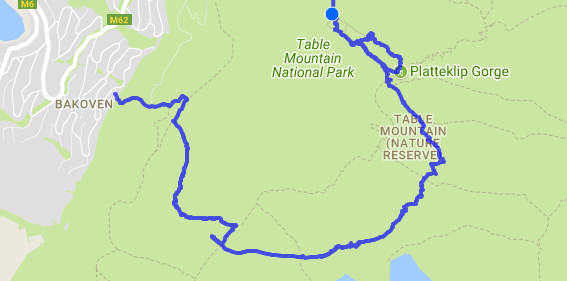 M6
M62
Table
Mountain
National Park
Platteklip Gorge
BAKOVEN
TABLE
MOUNTAIN
(NATURE
RESERVE)